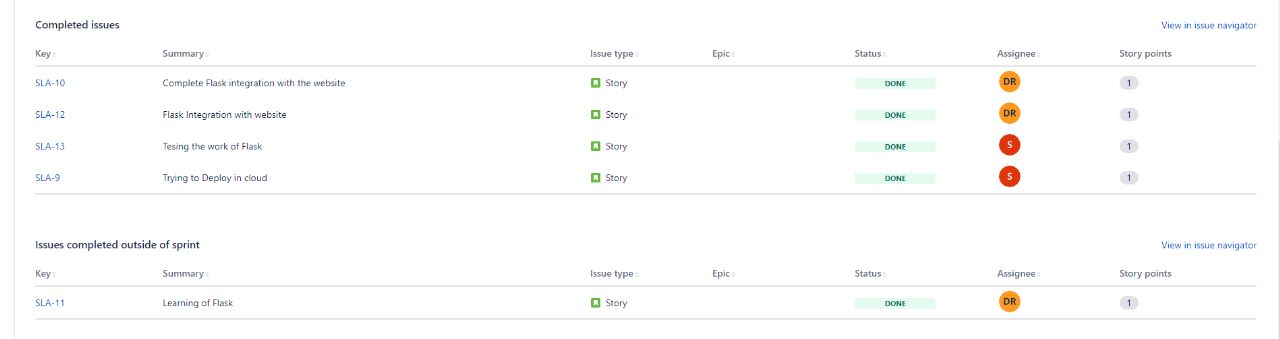 Completed issues View in issue navigator
Key Summary Issue type Epic Status Assignee Story points
SLA-10 Complete Flask integration with the website Story DONE DR 1
SLA-12 Flask Integration with website Story DONE DR 1
SLA-13 Tesing the work of Flask Story DONE S 1
SLA-9 Trying to Deploy in cloud Story DONE S 1
Issues completed outside of sprint View in issue navigator
Key Summary Issue type Epic Status Assignee Story points
SLA-11 Learning of Flask Story DONE DR 1